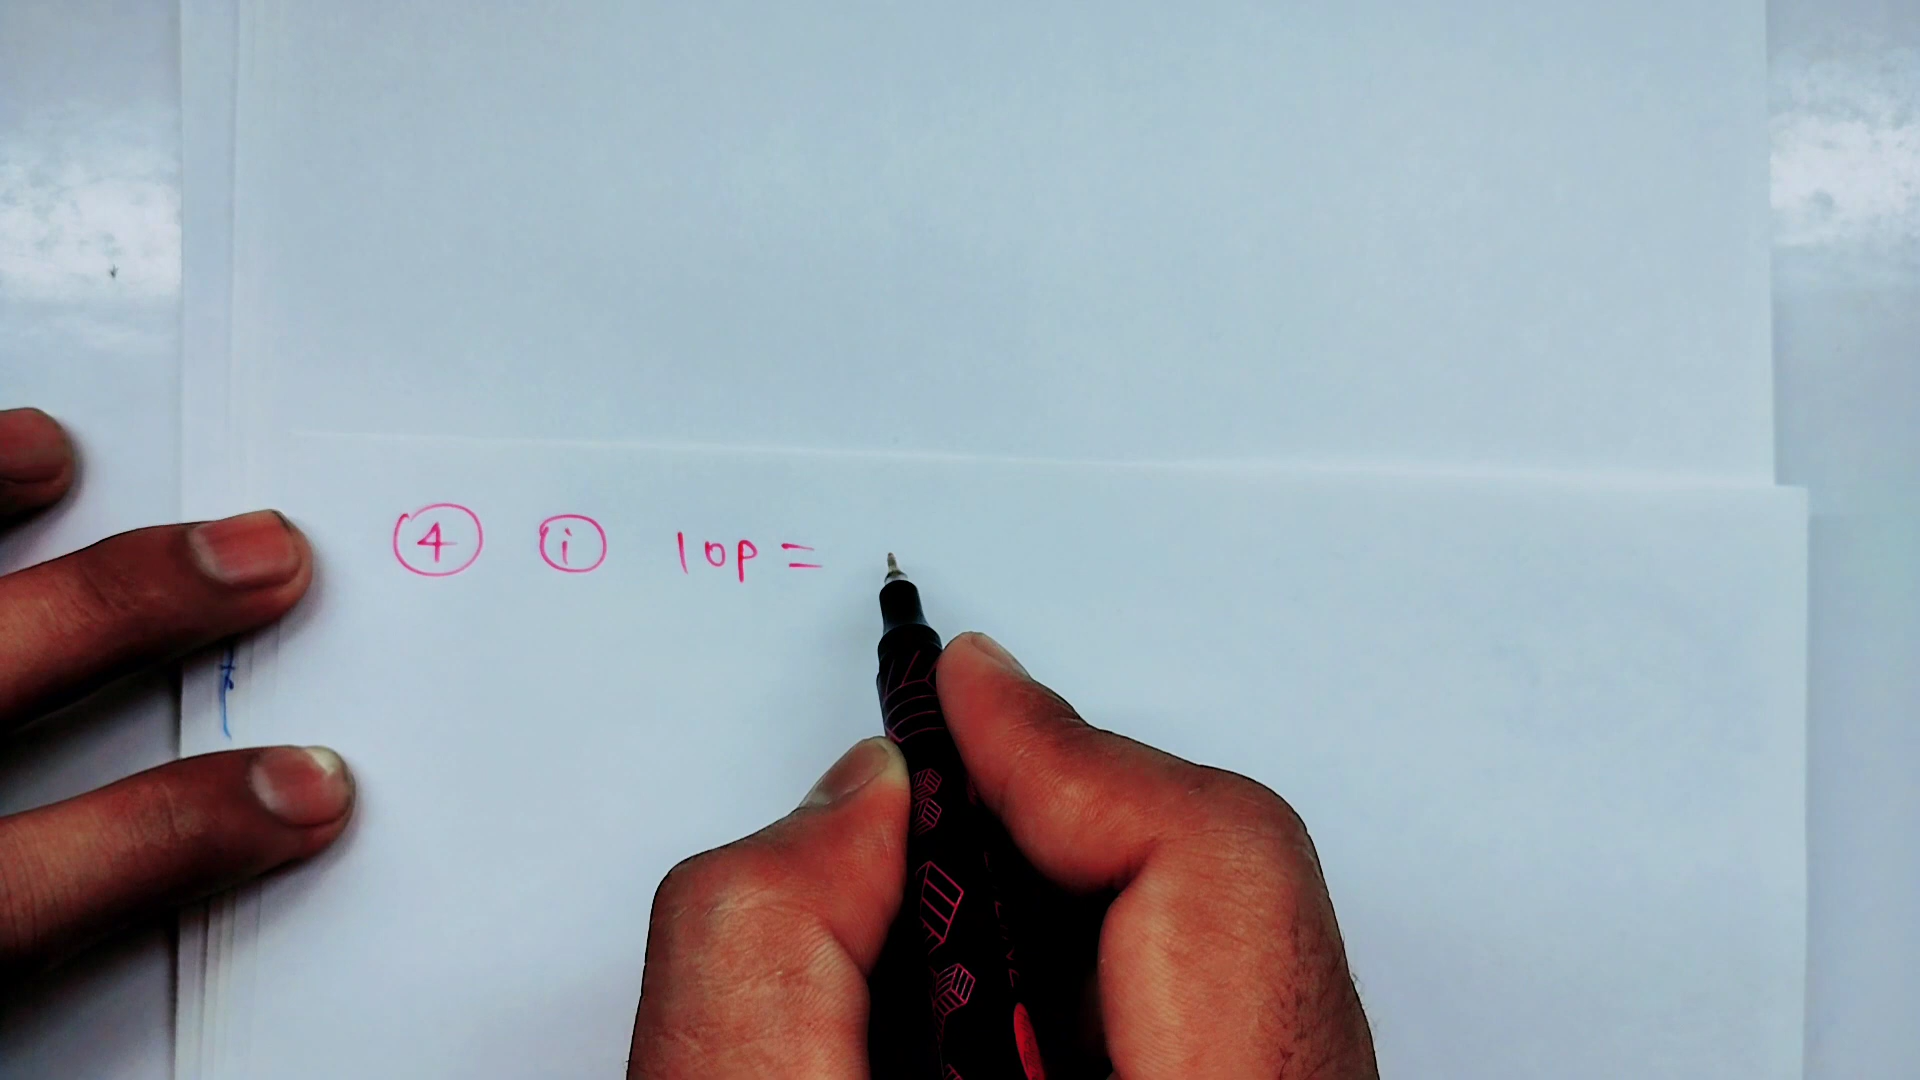 ④ ⓘ 10p =